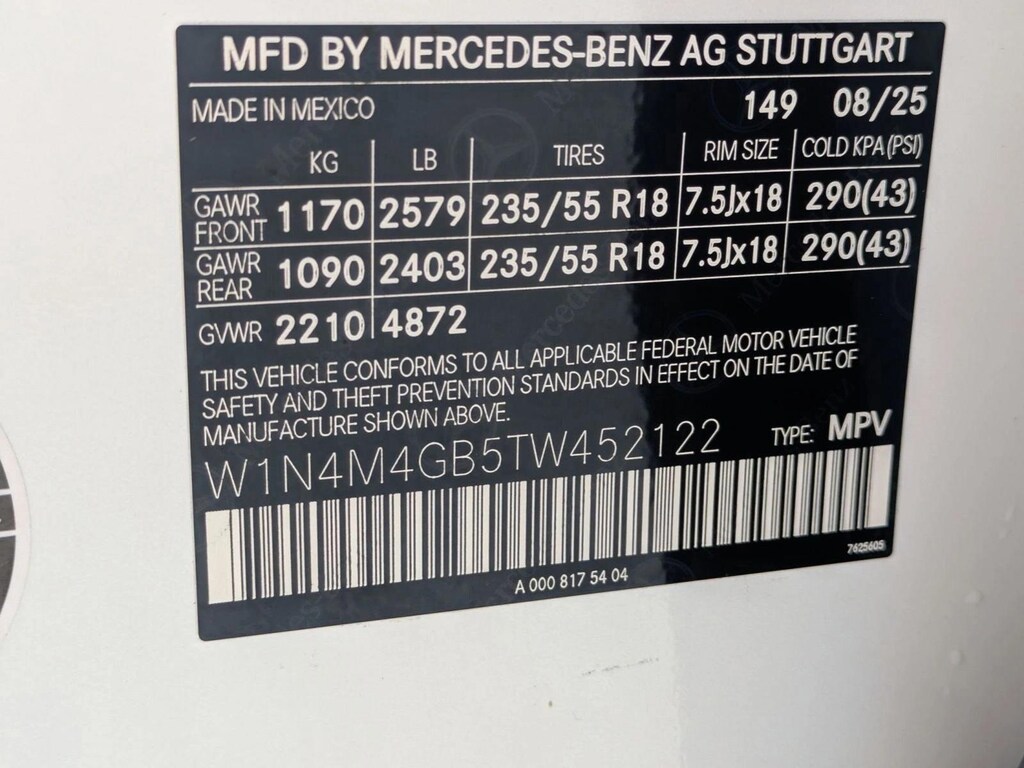 MFD BY MERCEDES-BENZ AG STUTTGART
MADE IN MEXICO 149 08/25
KG LB TIRES RIM SIZE COLD KPA (PSI)
GAWR FRONT 1170 2579 235/55 R18 7.5Jx18 290(43)
GAWR REAR 1090 2403 235/55 R18 7.5Jx18 290(43)
GVWR 2210 4872
THIS VEHICLE CONFORMS TO ALL APPLICABLE FEDERAL MOTOR VEHICLE
SAFETY AND THEFT PREVENTION STANDARDS IN EFFECT ON THE DATE OF
MANUFACTURE SHOWN ABOVE.
W1N4M4GB5TW452122 TYPE: MPV
7625605
A 000 817 54 04